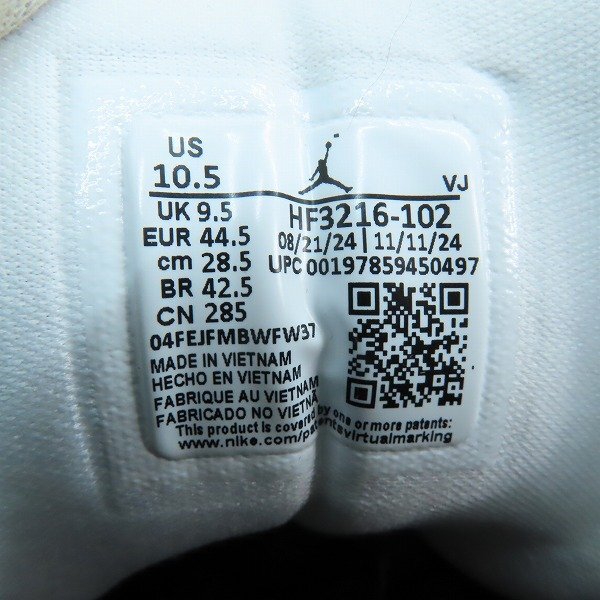 US
10.5
VJ
UK 9.5
HF3216-102
EUR 44.5
08/21/24 | 11/11/24
cm 28.5
UPC 00197859450497
BR 42.5
CN 285
04FEJFMBWFW37
MADE IN VIETNAM
HECHO EN VIETNAM
FABRIQUE AU VIETNAM
FABRICADO NO VIETNAM
This product is covered by one or more patents:
www.nike.com/patentsvirtualmarking